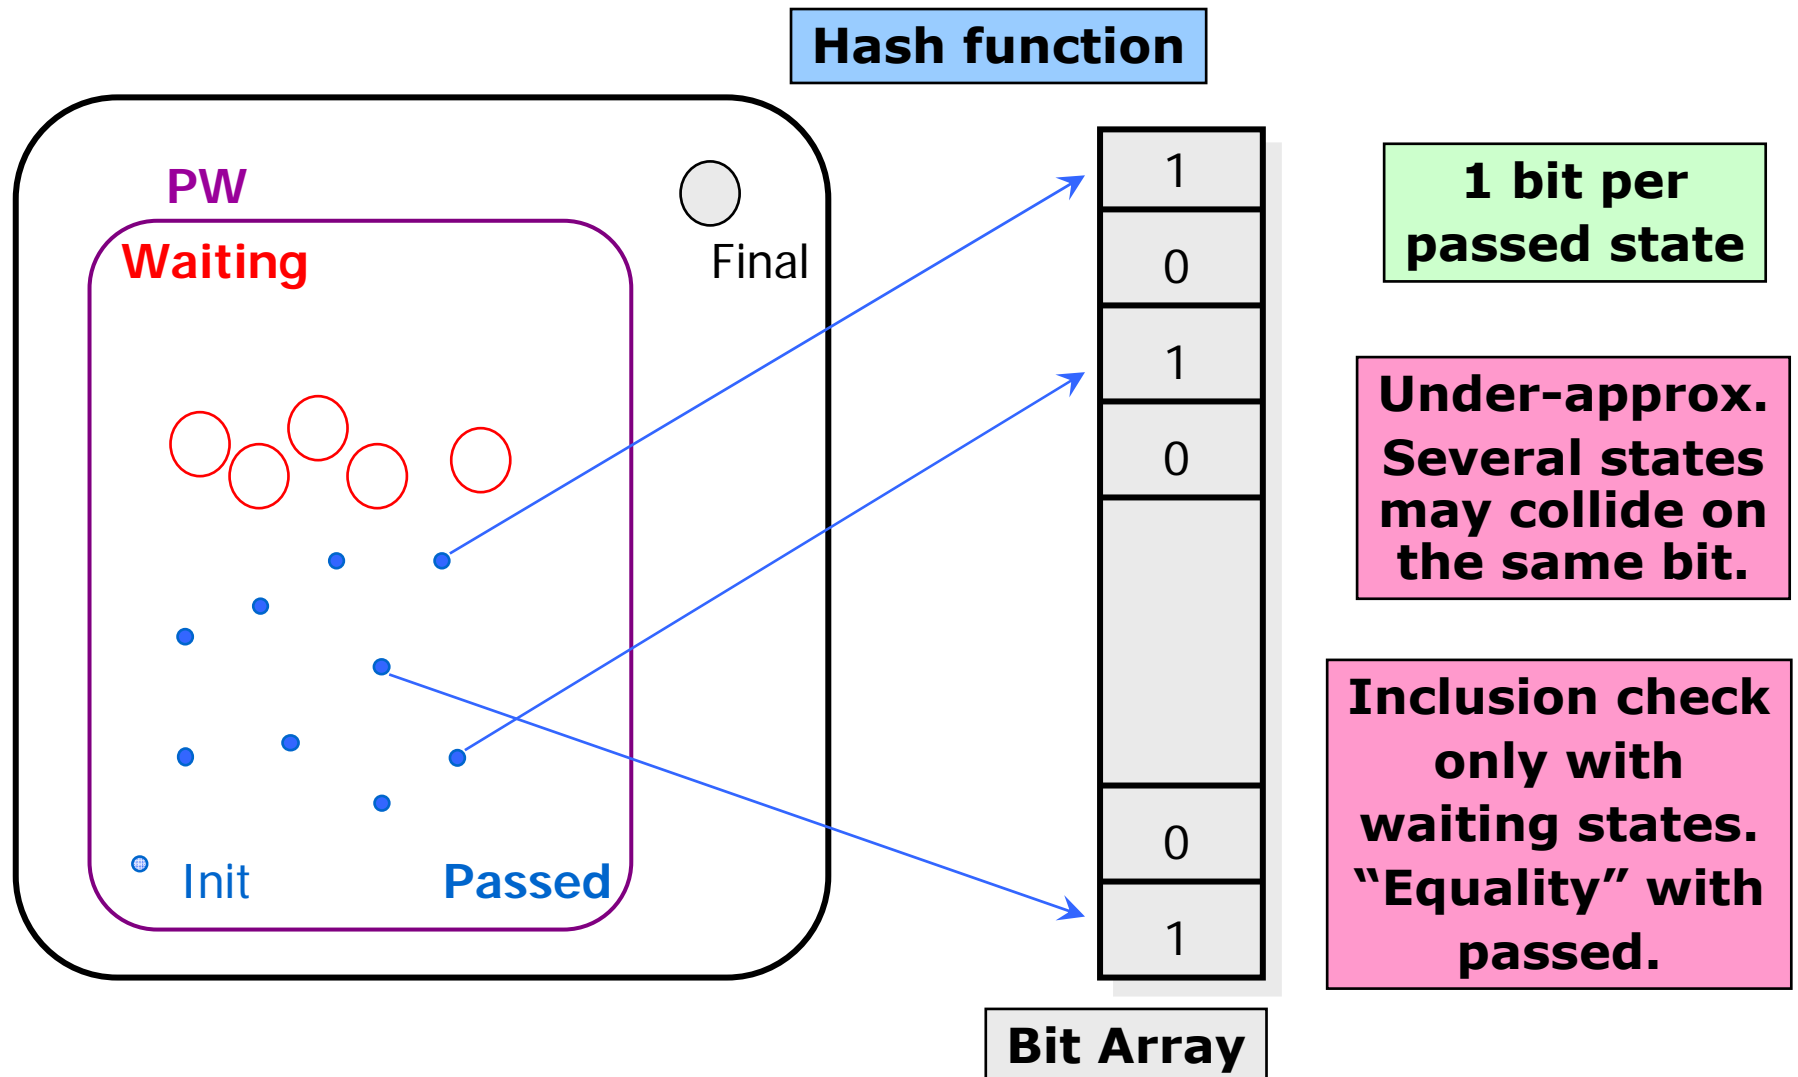 Hash function
PW
Waiting
Final
Init
Passed
1
0
1
0
0
1
Bit Array
1 bit per
passed state
Under-approx.
Several states
may collide on
the same bit.
Inclusion check
only with
waiting states.
“Equality” with
passed.